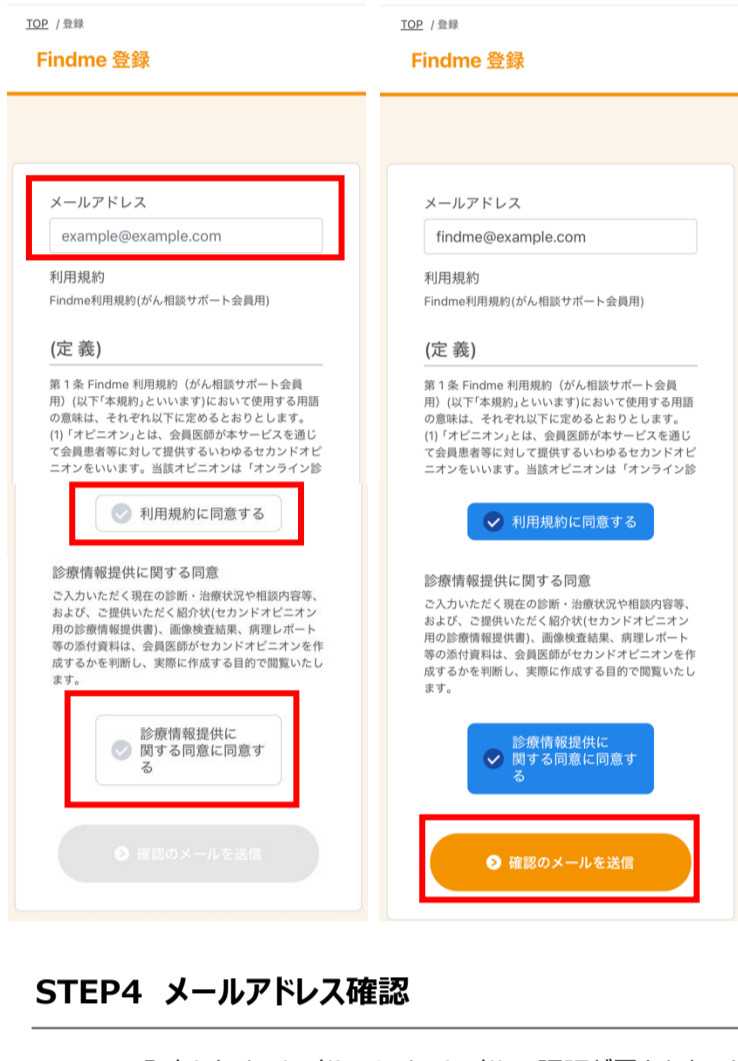 TOP / 登録
Findme 登録
メールアドレス
example@example.com
利用規約
Findme利用規約(がん相談サポート会員用)
(定 義)
第 1 条 Findme 利用規約（がん相談サポート会員
用）(以下｢本規約｣といいます)において使用する用語
の意味は、それぞれ以下に定めるとおりとします。
(1)「オピニオン」とは、会員医師が本サービスを通じ
て会員患者等に対して提供するいわゆるセカンドオピ
ニオンをいいます。当該オピニオンは「オンライン診
利用規約に同意する
診療情報提供に関する同意
ご入力いただく現在の診断・治療状況や相談内容等、
および、ご提供いただく紹介状(セカンドオピニオン
用の診療情報提供書)、画像検査結果、病理レポート
等の添付資料は、会員医師がセカンドオピニオンを作
成するかを判断し、実際に作成する目的で閲覧いたし
ます。
診療情報提供に
関する同意に同意す
る
確認のメールを送信
TOP / 登録
Findme 登録
メールアドレス
findme@example.com
利用規約
Findme利用規約(がん相談サポート会員用)
(定 義)
第 1 条 Findme 利用規約（がん相談サポート会員
用）(以下｢本規約｣といいます)において使用する用語
の意味は、それぞれ以下に定めるとおりとします。
(1)「オピニオン」とは、会員医師が本サービスを通じ
て会員患者等に対して提供するいわゆるセカンドオピ
ニオンをいいます。当該オピニオンは「オンライン診
利用規約に同意する
診療情報提供に関する同意
ご入力いただく現在の診断・治療状況や相談内容等、
および、ご提供いただく紹介状(セカンドオピニオン
用の診療情報提供書)、画像検査結果、病理レポート
等の添付資料は、会員医師がセカンドオピニオンを作
成するかを判断し、実際に作成する目的で閲覧いたし
ます。
診療情報提供に
関する同意に同意す
る
確認のメールを送信
STEP4 メールアドレス確認